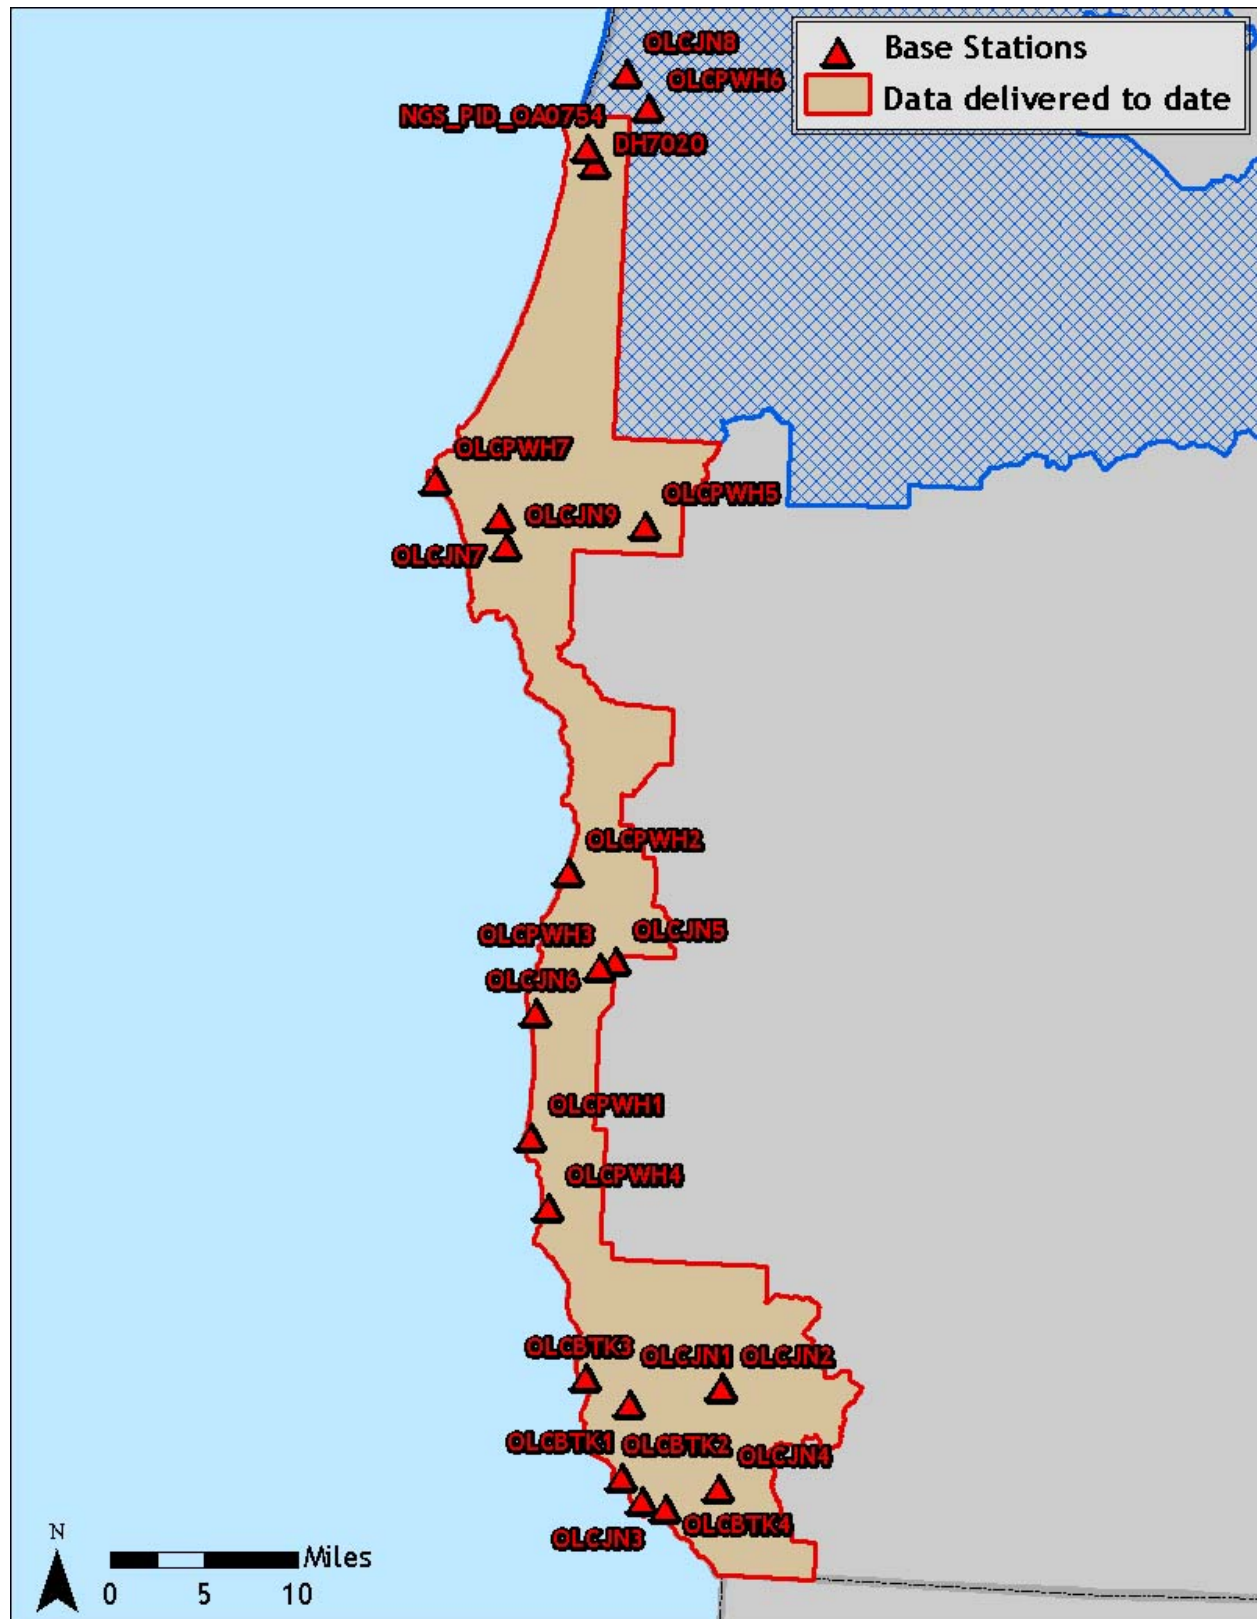 OLCJN8
Base Stations
OLCPWH6
Data delivered to date
NGS_PID_OA0754
DH7020
OLCPWH7
OLCPWH5
OLCJN9
OLCJN7
OLCPWH2
OLCPWH3
OLCJN5
OLCJN6
OLCPWH1
OLCPWH4
OLCBTK3
OLCJN1
OLCJN2
OLCBTK1
OLCBTK2
OLCJN4
OLCBTK4
OLCJN3
N
Miles
0 5 10